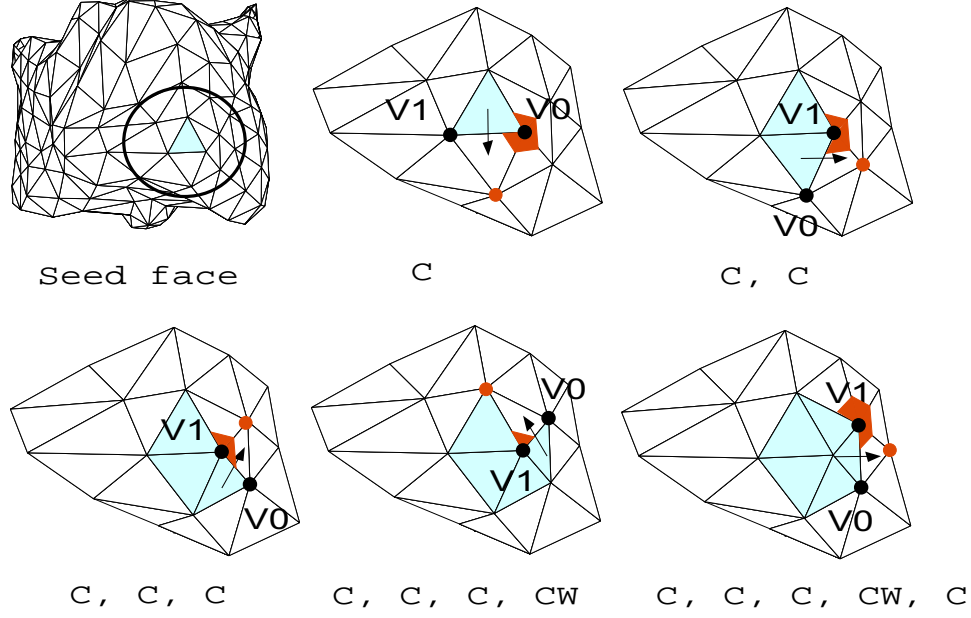 V1 V0
V1
V0
Seed face
C
C, C
V1
V0
V0
V1
V1
V0
C, C, C
C, C, C, CW
C, C, C, CW, C